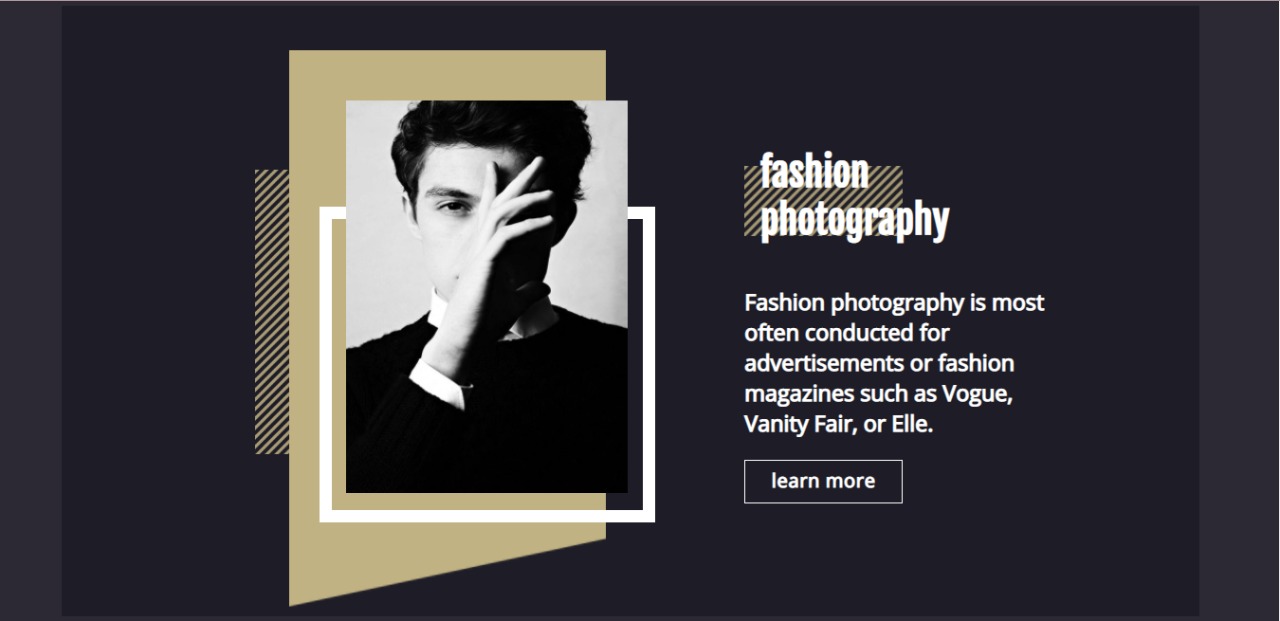 fashion
photography
Fashion photography is most
often conducted for
advertisements or fashion
magazines such as Vogue,
Vanity Fair, or Elle.
learn more